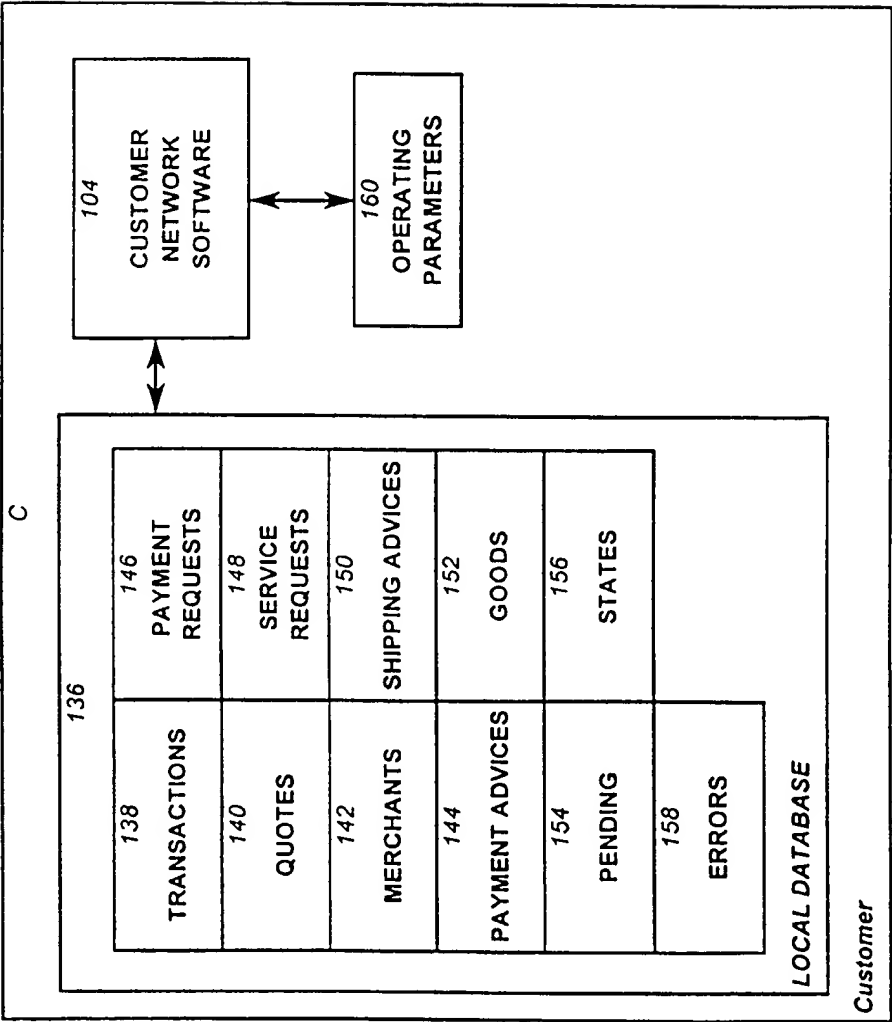 C
136
138
TRANSACTIONS
146
PAYMENT
REQUESTS
140
QUOTES
148
SERVICE
REQUESTS
142
MERCHANTS
150
SHIPPING ADVICES
144
PAYMENT ADVICES
152
GOODS
154
PENDING
156
STATES
158
ERRORS
LOCAL DATABASE
104
CUSTOMER
NETWORK
SOFTWARE
160
OPERATING
PARAMETERS
Customer